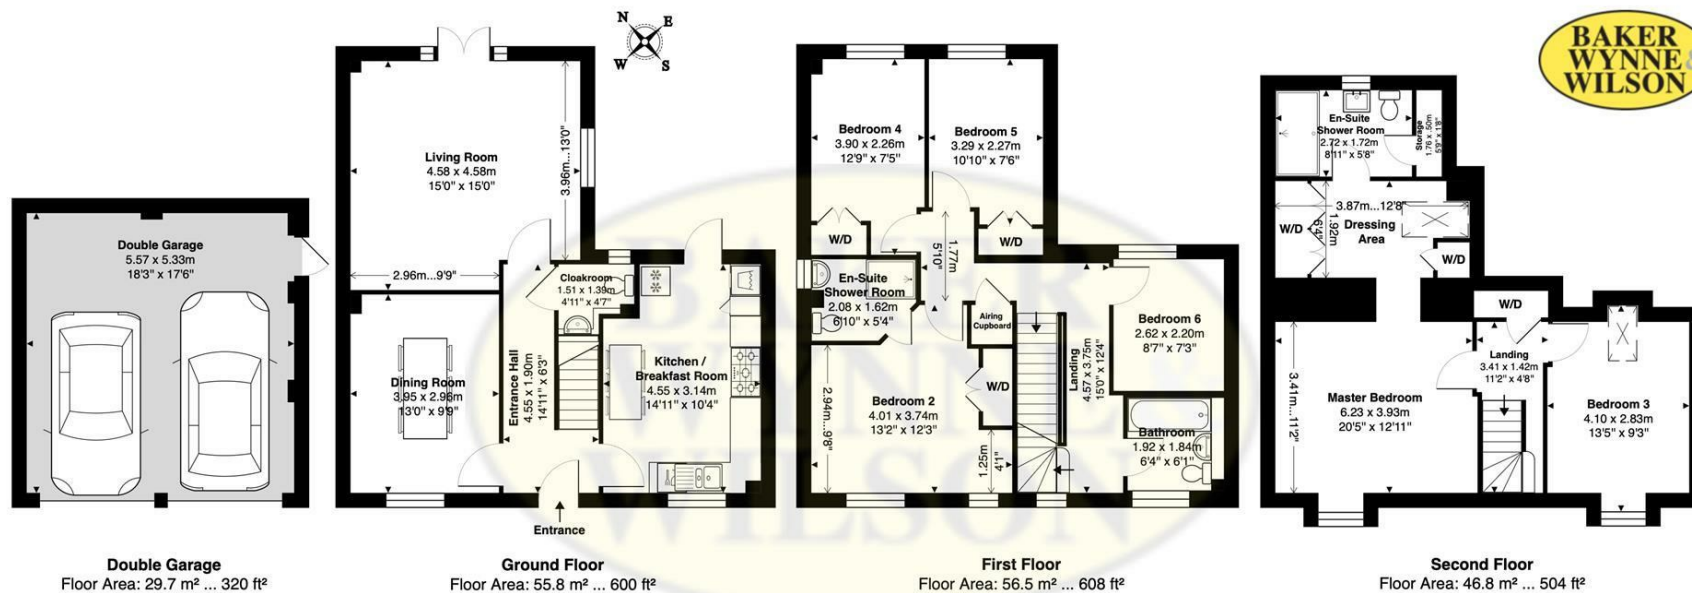 N
E
W
S
BAKER
WYNNE &
WILSON
Double Garage
5.57 x 5.33m
18'3" x 17'6"
Double Garage
Floor Area: 29.7 m² ... 320 ft²
Living Room
4.58 x 4.58m
15'0" x 15'0"
3.96m...13'0"
2.96m...9'9"
Cloakroom
1.51 x 1.39m
4'11" x 4'7"
Dining Room
3.95 x 2.96m
13'0" x 9'9"
Entrance Hall
4.55 x 1.90m
14'11" x 6'3"
Kitchen /
Breakfast Room
4.55 x 3.14m
14'11" x 10'4"
Entrance
Ground Floor
Floor Area: 55.8 m² ... 600 ft²
Bedroom 4
3.90 x 2.26m
12'9" x 7'5"
Bedroom 5
3.29 x 2.27m
10'10" x 7'6"
W/D
W/D
1.77m
5'10"
En-Suite
Shower Room
2.08 x 1.62m
6'10" x 5'4"
Airing
Cupboard
Bedroom 6
2.62 x 2.20m
8'7" x 7'3"
Landing
4.57 x 3.75m
15'0" x 12'4"
W/D
2.94m...9'8"
Bedroom 2
4.01 x 3.74m
13'2" x 12'3"
1.25m
4'1"
Bathroom
1.92 x 1.84m
6'4" x 6'1"
First Floor
Floor Area: 56.5 m² ... 608 ft²
En-Suite
Shower Room
2.72 x 1.72m
8'11" x 5'8"
Storage
1.76 x .50m
5'9" x 1'8"
3.87m...12'8"
1.92m
6'4"
W/D
Dressing
Area
W/D
W/D
Landing
3.41 x 1.42m
11'2" x 4'8"
3.41m...11'2"
Master Bedroom
6.23 x 3.93m
20'5" x 12'11"
Bedroom 3
4.10 x 2.83m
13'5" x 9'3"
Second Floor
Floor Area: 46.8 m² ... 504 ft²
BAKER
WYNNE &
WILSON